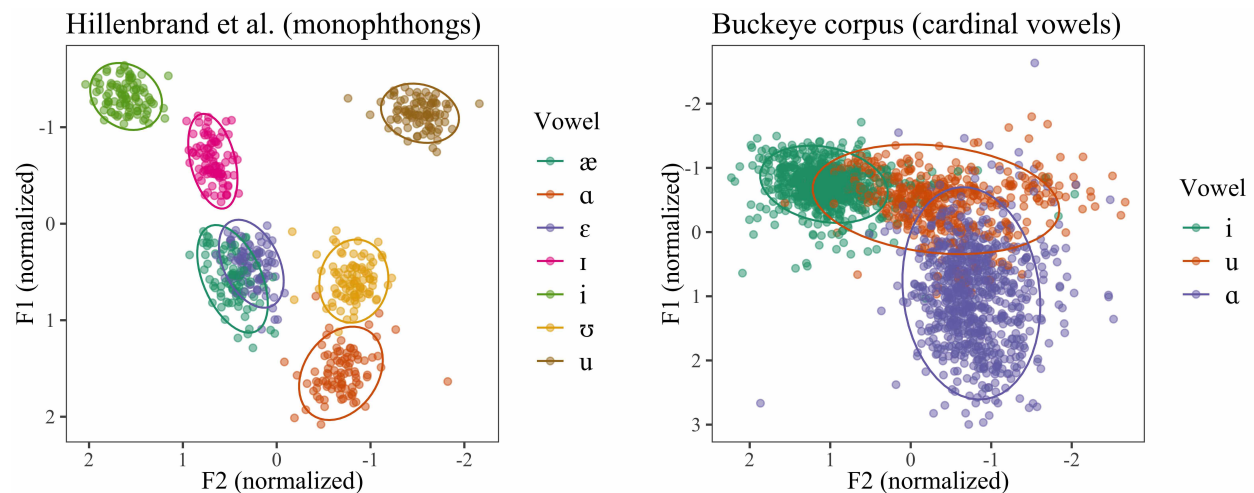 Hillenbrand et al. (monophthongs)
F1 (normalized)
-1
0
1
2
2 1 0 -1 -2
F2 (normalized)
Vowel
æ
ɑ
ɛ
ɪ
i
ʊ
u
Buckeye corpus (cardinal vowels)
F1 (normalized)
-2
-1
0
1
2
3
2 1 0 -1 -2
F2 (normalized)
Vowel
i
u
ɑ